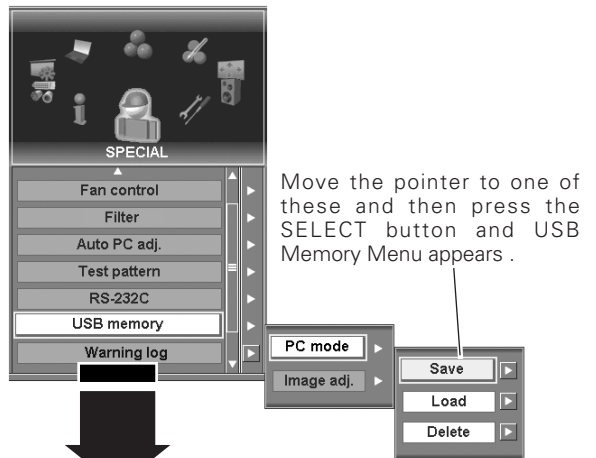 SPECIAL
Fan control
Filter
Auto PC adj.
Test pattern
RS-232C
USB memory
Warning log
Move the pointer to one of
these and then press the
SELECT button and USB
Memory Menu appears .
PC mode
Image adj.
Save
Load
Delete